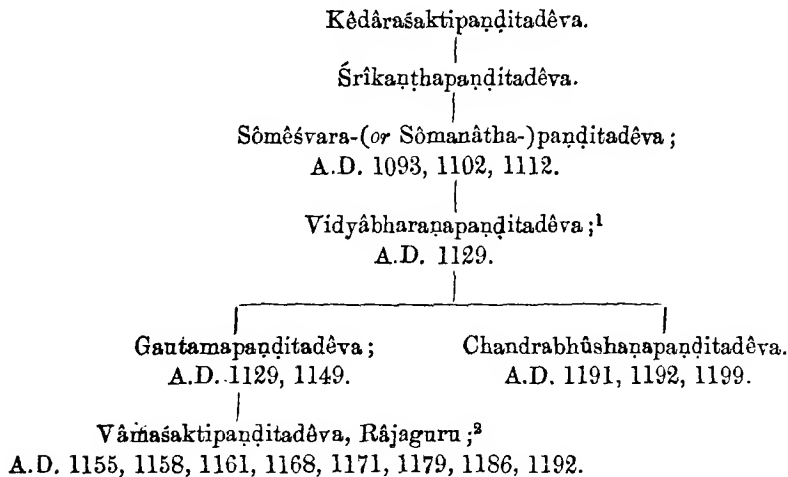 Kêdâraśaktipaṇḍitadêva.
Śrîkaṇṭhapaṇḍitadêva.
Sômêśvara-(or Sômanâtha-)paṇḍitadêva;
A.D. 1093, 1102, 1112.
Vidyâbharaṇapaṇḍitadêva;¹
A.D. 1129.
Gautamapaṇḍitadêva; Chandrabhûshaṇapaṇḍitadêva.
A.D. 1129, 1149. A.D. 1191, 1192, 1199.
Vâmaśaktipaṇḍitadêva, Râjaguru;²
A.D. 1155, 1158, 1161, 1168, 1171, 1179, 1186, 1192.